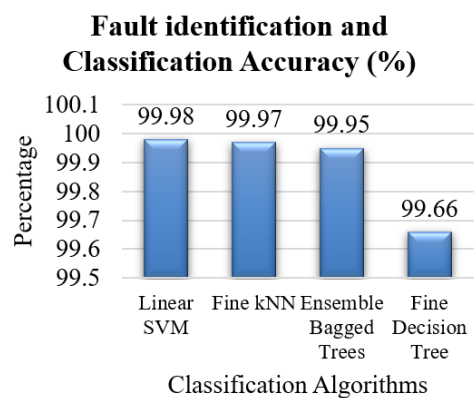 Fault identification and
Classification Accuracy (%)
Percentage
100.1
100
99.9
99.8
99.7
99.6
99.5
99.98
99.97
99.95
99.66
Linear
SVM
Fine kNN
Ensemble
Bagged
Trees
Fine
Decision
Tree
Classification Algorithms